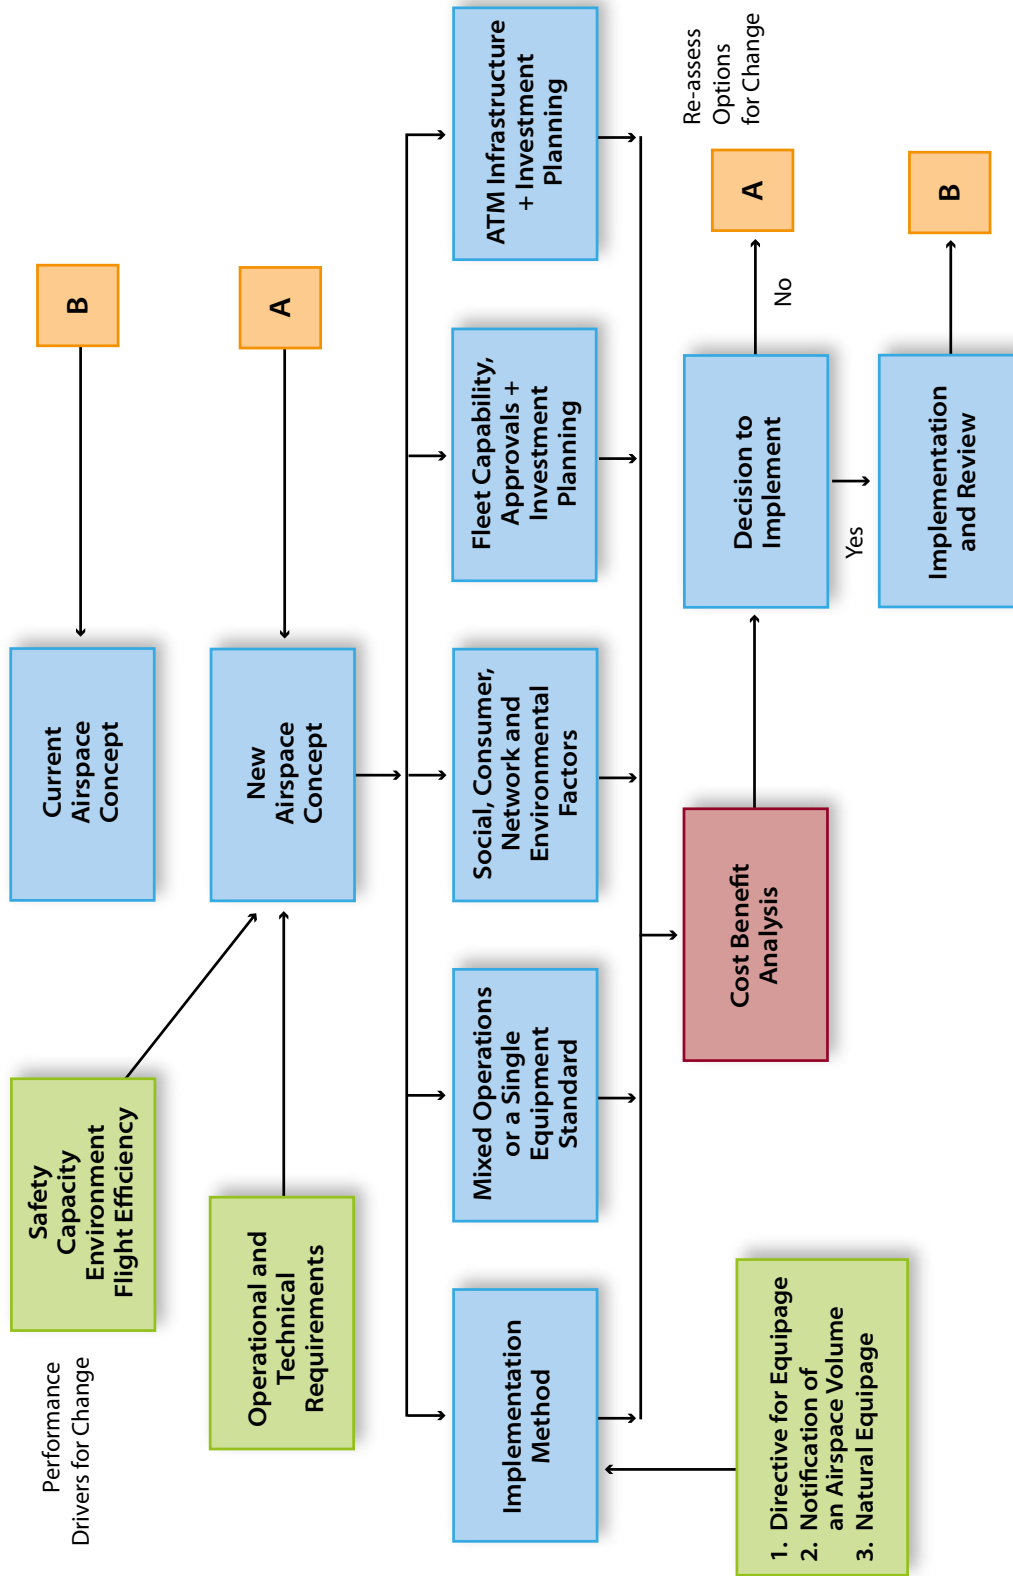 Performance
Drivers for Change
Safety
Capacity
Environment
Flight Efficiency
Current
Airspace
Concept
B
Operational and
Technical
Requirements
New
Airspace
Concept
A
Implementation
Method
Mixed Operations
or a Single
Equipment
Standard
Social, Consumer,
Network and
Environmental
Factors
Fleet Capability,
Approvals +
Investment
Planning
ATM Infrastructure
+ Investment
Planning
1. Directive for Equipage
2. Notification of
an Airspace Volume
3. Natural Equipage
Cost Benefit
Analysis
Decision to
Implement
No
A
Re-assess
Options
for Change
Yes
Implementation
and Review
B